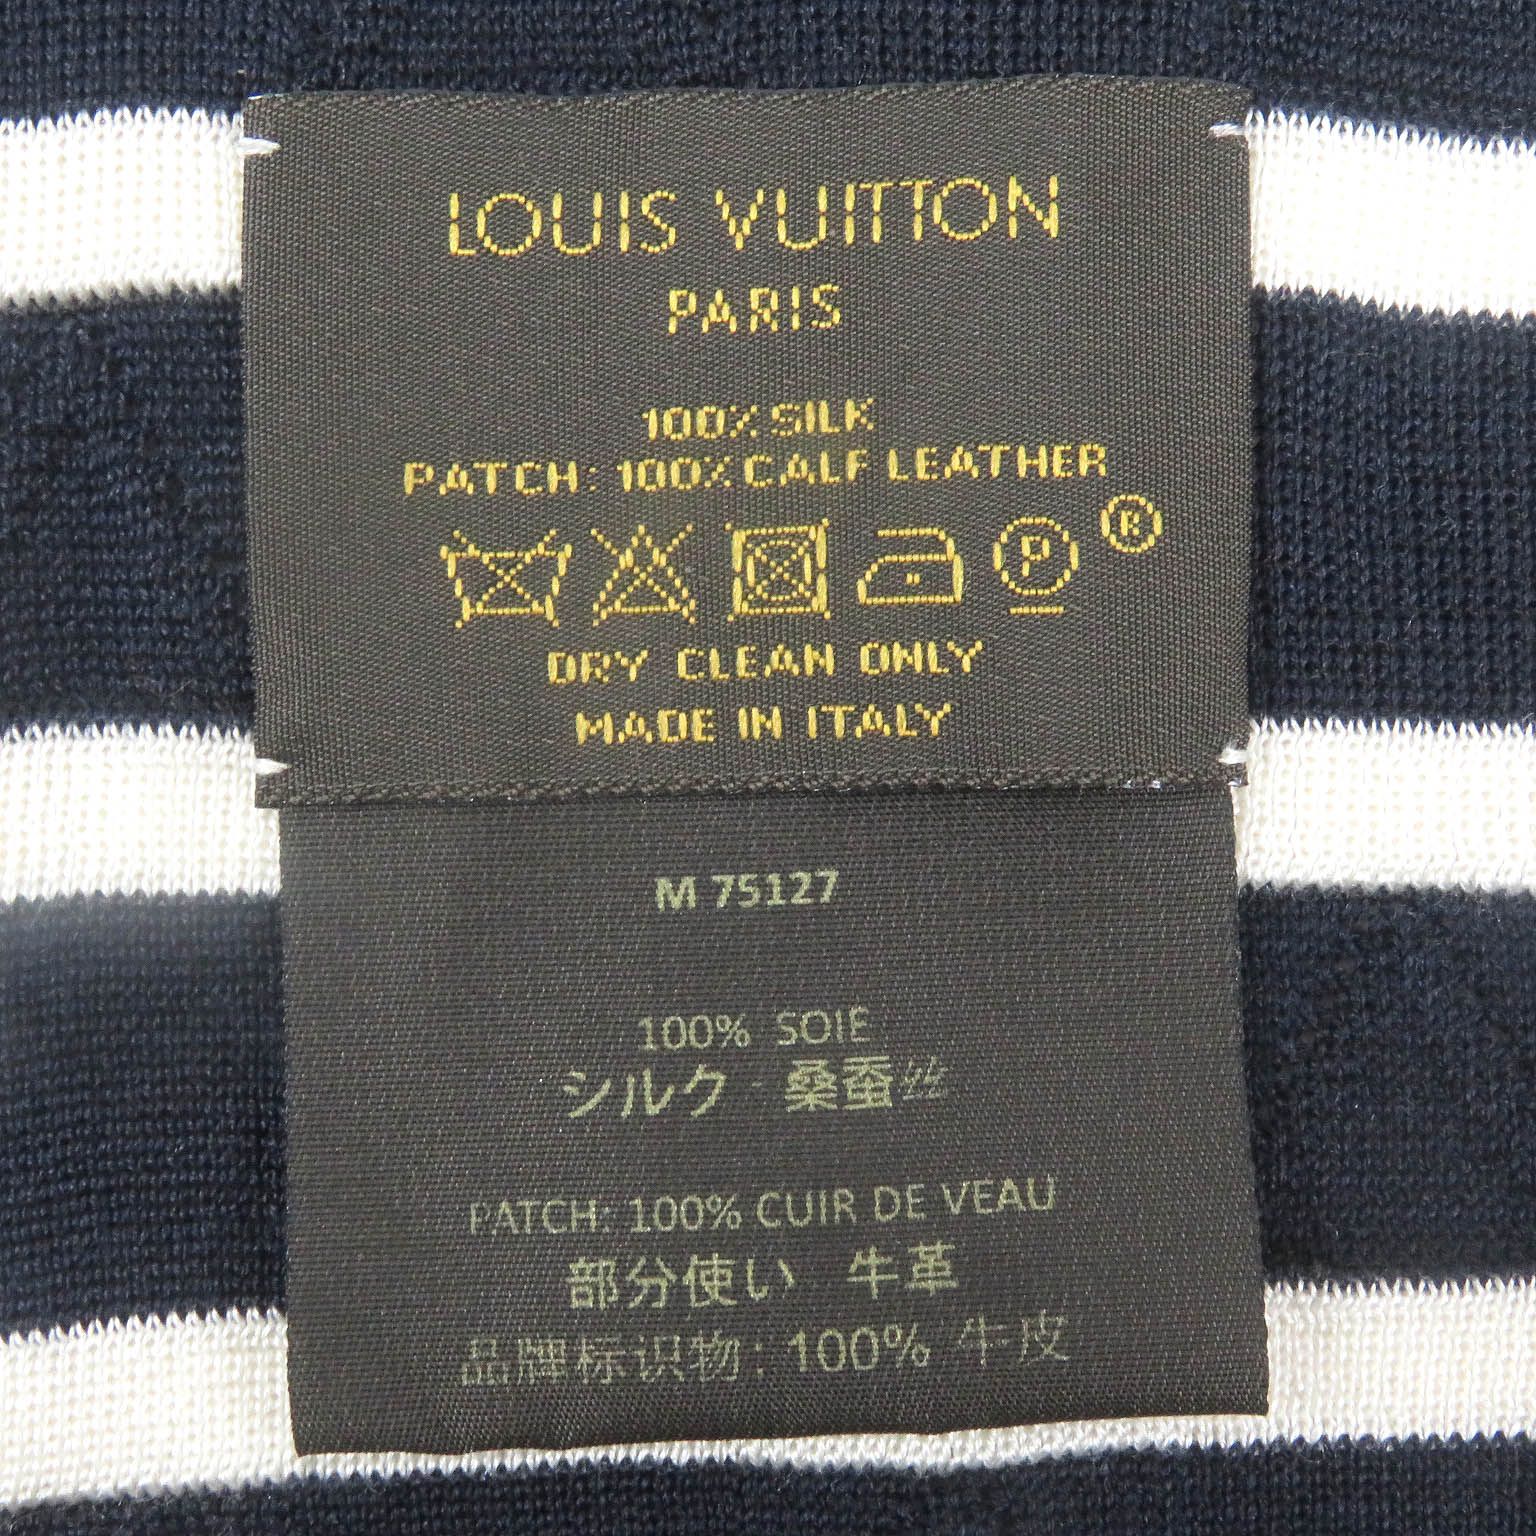 LOUIS VUITTON
PARIS
100% SILK
PATCH: 100% CALF LEATHER
P ®
DRY CLEAN ONLY
MADE IN ITALY
M 75127
100% SOIE
シルク - 桑蚕丝
PATCH: 100% CUIR DE VEAU
部分使い 牛革
品牌标识物: 100% 牛皮